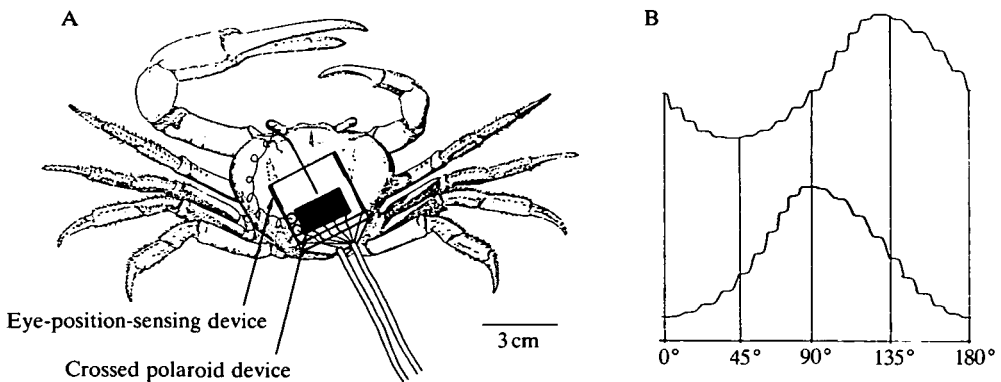 A
B
Eye-position-sensing device
Crossed polaroid device
3 cm
0° 45° 90° 135° 180°